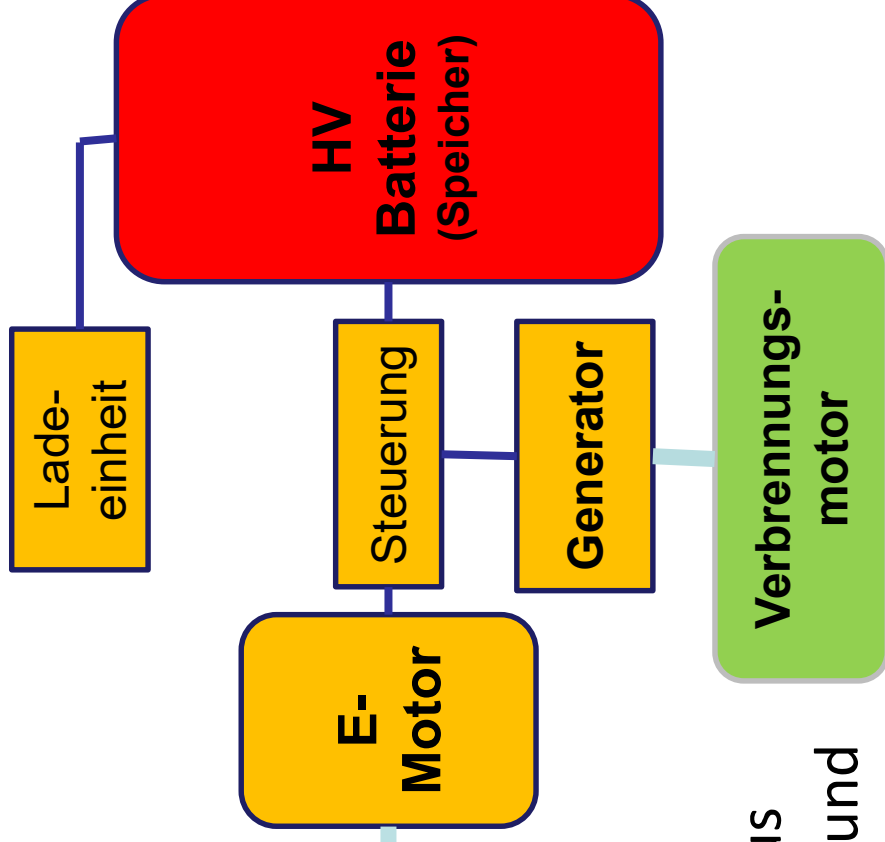 Lade-
einheit
E-
Motor
Steuerung
HV
Batterie
(Speicher)
Generator
Verbrennungs-
motor
und